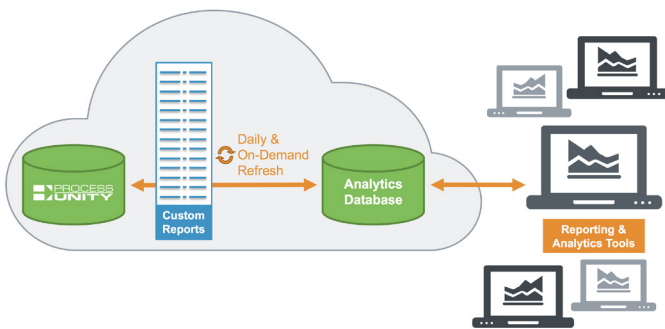 PROCESS
UNITY
Custom
Reports
Daily &
On-Demand
Refresh
Analytics
Database
Reporting &
Analytics Tools